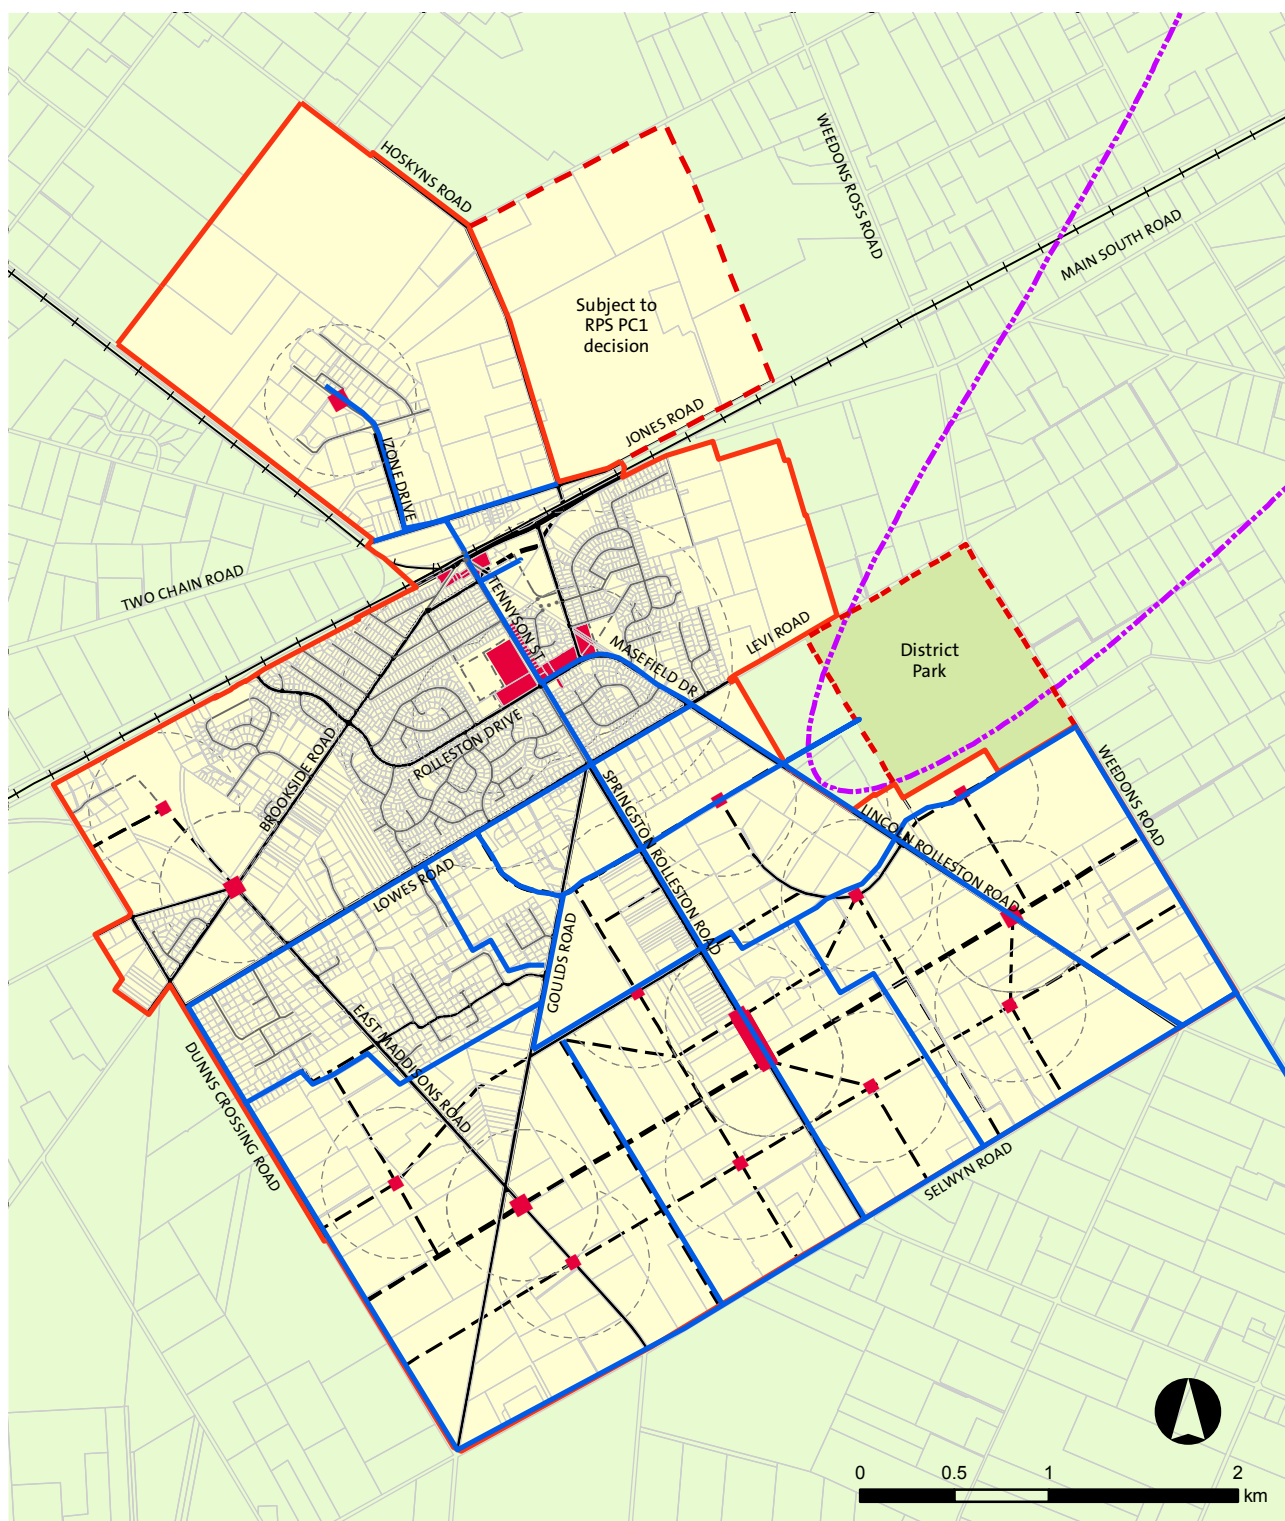 WEEDONS ROSS ROAD
HOSKYNS ROAD
MAIN SOUTH ROAD
Subject to
RPS PC1
decision
JONES ROAD
IZONE DRIVE
TWO CHAIN ROAD
TENNYSON ST
MASEFIELD DR
LEVI ROAD
District
Park
ROLLESTON DRIVE
BROOKSIDE ROAD
SPRINGSTON ROLLESTON ROAD
WEEDONS ROAD
LINCOLN ROLLESTON ROAD
LOWES ROAD
GOULDS ROAD
EAST MADDISONS ROAD
DUNNS CROSSING ROAD
SELWYN ROAD
0 0.5 1 2
km